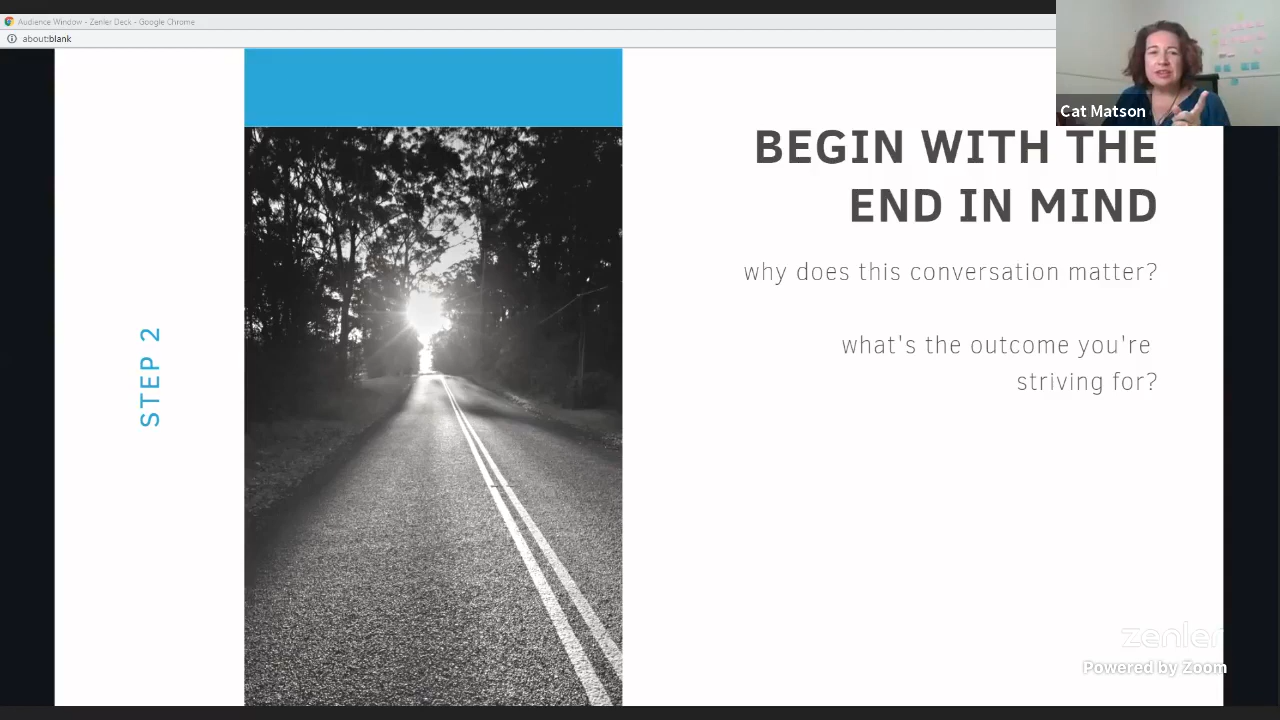 Audience Window - Zenler Deck - Google Chrome
about:blank
Cat Matson
BEGIN WITH THE
END IN MIND
why does this conversation matter?
what's the outcome you're
striving for?
STEP 2
zenler
Powered by Zoom